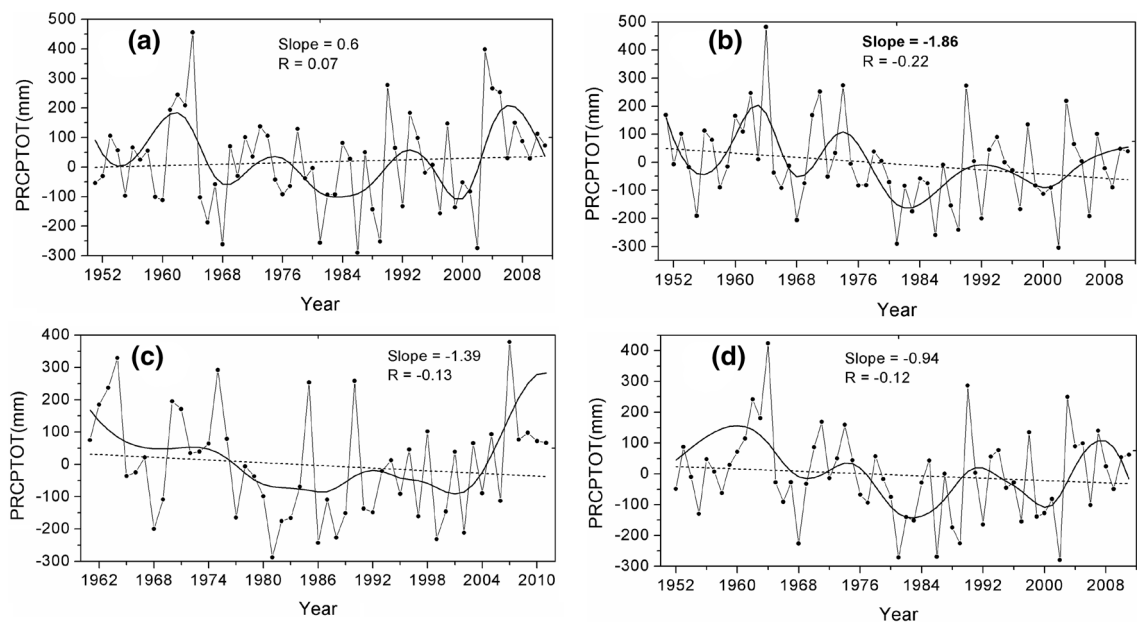 (a)
Slope = 0.6
R = 0.07
PRCPTOT(mm)
500
400
300
200
100
0
-100
-200
-300
1952 1960 1968 1976 1984 1992 2000 2008
Year
(b)
Slope = -1.86
R = -0.22
PRCPTOT(mm)
500
400
300
200
100
0
-100
-200
-300
1952 1960 1968 1976 1984 1992 2000 2008
Year
(c)
Slope = -1.39
R = -0.13
PRCPTOT(mm)
400
300
200
100
0
-100
-200
-300
1962 1968 1974 1980 1986 1992 1998 2004 2010
Year
(d)
Slope = -0.94
R = -0.12
PRCPTOT(mm)
400
300
200
100
0
-100
-200
-300
1952 1960 1968 1976 1984 1992 2000 2008
Year